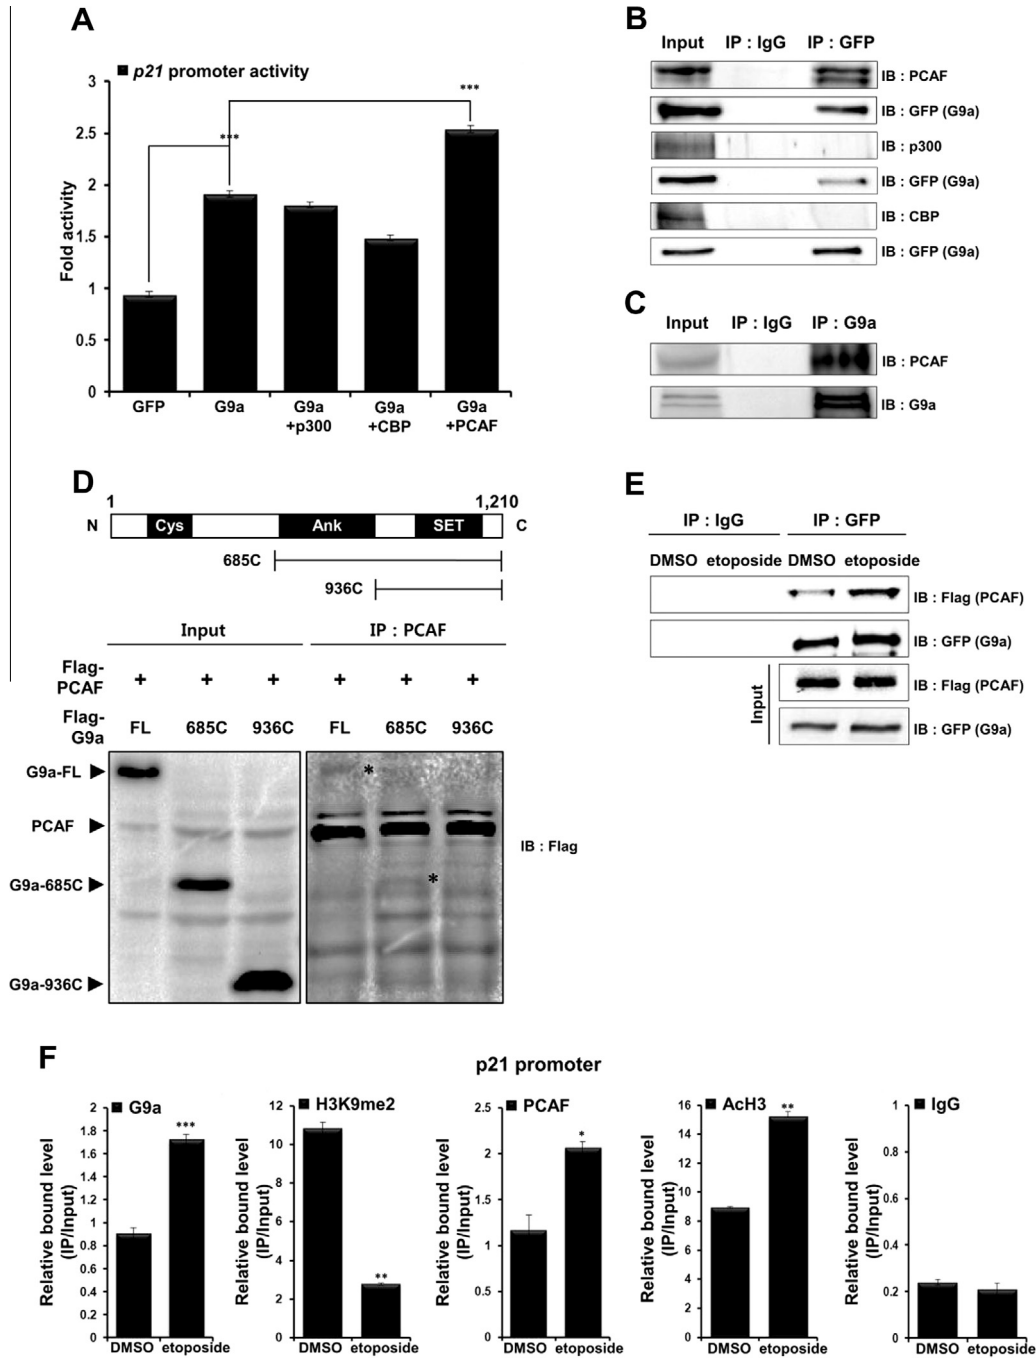 A
p21 promoter activity
Fold activity
3
2.5
2
1.5
1
0.5
0
***
***
GFP
G9a
G9a +p300
G9a +CBP
G9a +PCAF
B
Input IP : IgG IP : GFP
IB : PCAF
IB : GFP (G9a)
IB : p300
IB : GFP (G9a)
IB : CBP
IB : GFP (G9a)
C
Input IP : IgG IP : G9a
IB : PCAF
IB : G9a
D
1 1,210
N Cys Ank SET C
685C
936C
Input IP : PCAF
Flag-PCAF + + + + + +
Flag-G9a FL 685C 936C FL 685C 936C
G9a-FL
PCAF
G9a-685C
G9a-936C
*
*
IB : Flag
E
IP : IgG IP : GFP
DMSO etoposide DMSO etoposide
IB : Flag (PCAF)
IB : GFP (G9a)
Input
IB : Flag (PCAF)
IB : GFP (G9a)
F
p21 promoter
G9a
Relative bound level (IP/Input)
2
1.8
1.6
1.4
1.2
1
0.8
0.6
0.4
0.2
0
***
DMSO etoposide
H3K9me2
Relative bound level (IP/Input)
12
10
8
6
4
2
0
**
DMSO etoposide
PCAF
Relative bound level (IP/Input)
2.5
2
1.5
1
0.5
0
*
DMSO etoposide
AcH3
Relative bound level (IP/Input)
16
14
12
10
8
6
4
2
0
**
DMSO etoposide
IgG
Relative bound level (IP/Input)
1
0.8
0.6
0.4
0.2
0
DMSO etoposide